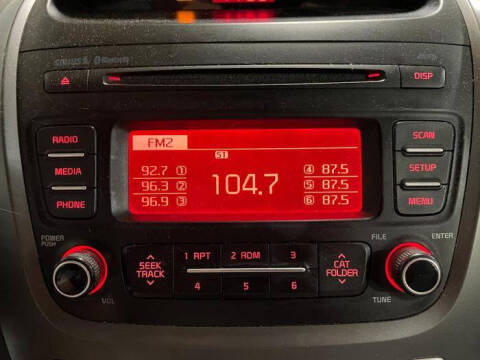 SIRIUS Bluetooth
DISP
FM2
ST
RADIO
MEDIA
PHONE
92.7 1
96.3 2
96.9 3
104.7
4 87.5
5 87.5
6 87.5
SCAN
SETUP
MENU
POWER
PUSH
VOL
SEEK
TRACK
1 RPT 2 RDM 3
4 5 6
CAT
FOLDER
FILE
ENTER
TUNE